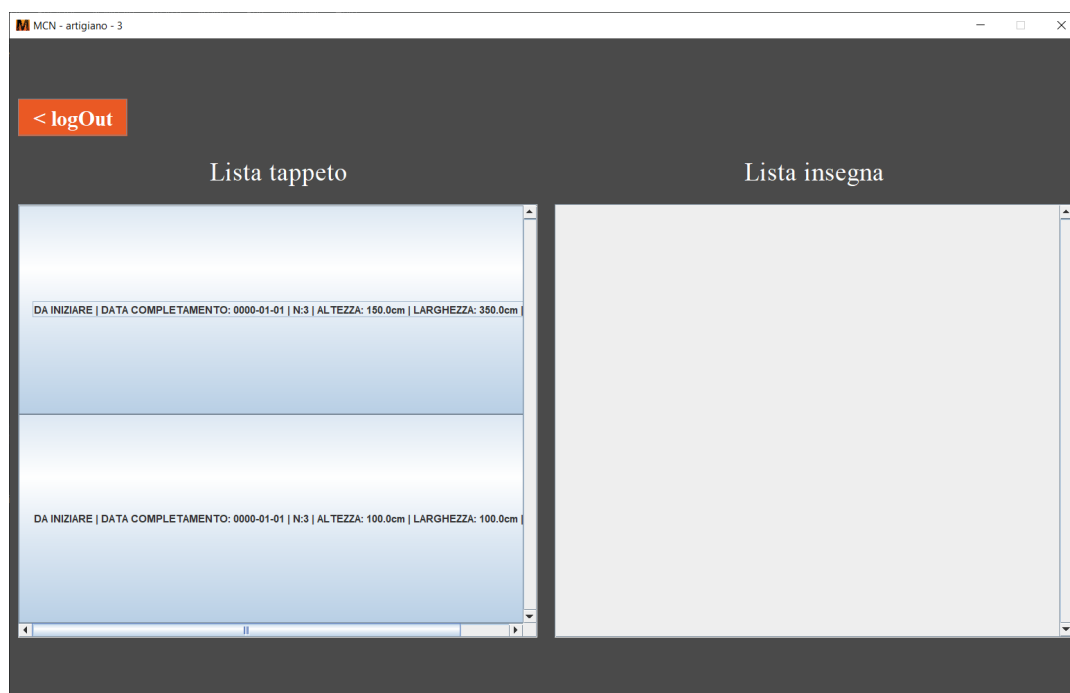 MCN - artigiano - 3
< logOut
Lista tappeto
Lista insegna
DA INIZIARE | DATA COMPLETAMENTO: 0000-01-01 | N:3 | ALTEZZA: 150.0cm | LARGHEZZA: 350.0cm |
DA INIZIARE | DATA COMPLETAMENTO: 0000-01-01 | N:3 | ALTEZZA: 100.0cm | LARGHEZZA: 100.0cm |